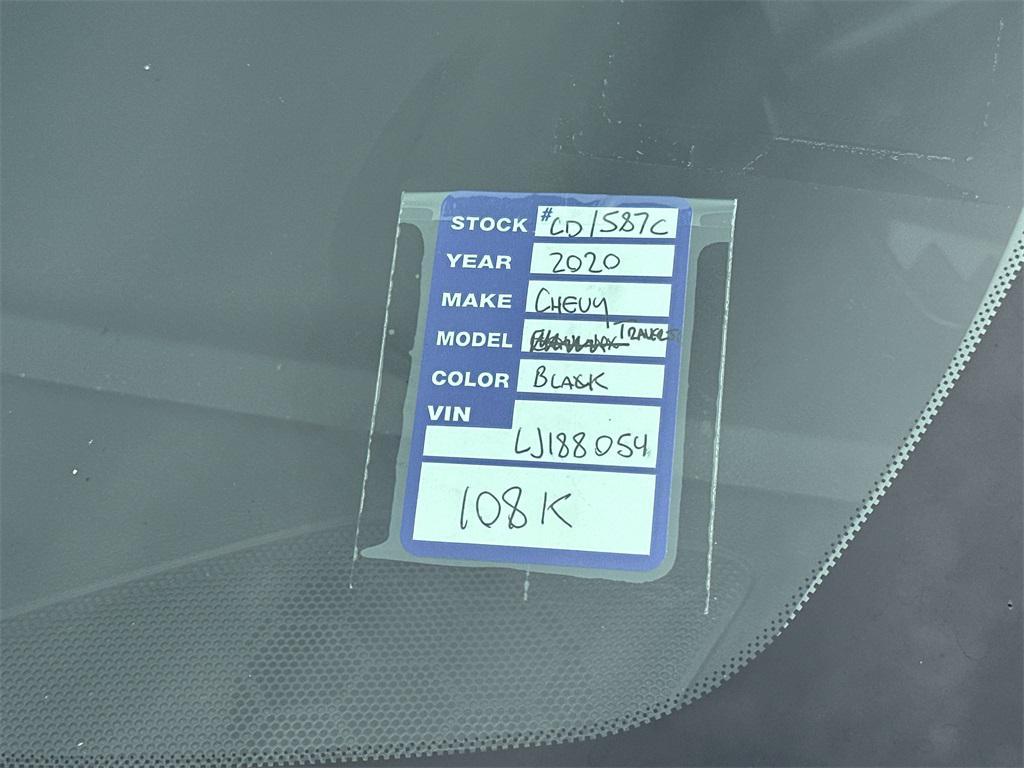 STOCK # CD1587C
YEAR 2020
MAKE CHEVY
MODEL TRAVERSE
COLOR BLACK
VIN
LJ188054
108K